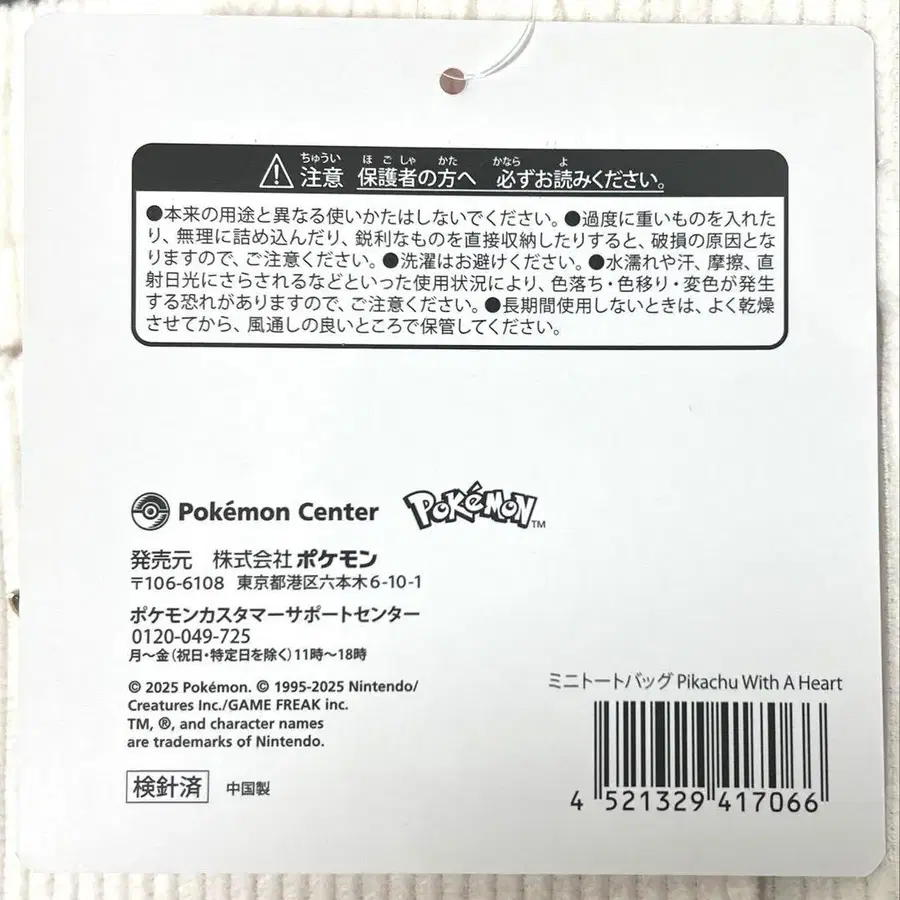 注意 保護者の方へ 必ずお読みください。
●本来の用途と異なる使いかたはしないでください。●過度に重いものを入れた
り、無理に詰め込んだり、鋭利なものを直接収納したりすると、破損の原因とな
りますので、ご注意ください。●洗濯はお避けください。●水濡れや汗、摩擦、直
射日光にさらされるなどといった使用状況により、色落ち・色移り・変色が発生
する恐れがありますので、ご注意ください。●長期間使用しないときは、よく乾燥
させてから、風通しの良いところで保管してください。
Pokémon Center POKéMON TM
発売元 株式会社ポケモン
〒106-6108 東京都港区六本木6-10-1
ポケモンカスタマーサポートセンター
0120-049-725
月〜金(祝日・特定日を除く)11時〜18時
© 2025 Pokémon. © 1995-2025 Nintendo/
Creatures Inc./GAME FREAK inc.
TM, ®, and character names
are trademarks of Nintendo.
検針済 中国製
ミニトートバッグ Pikachu With A Heart
4 521329 417066